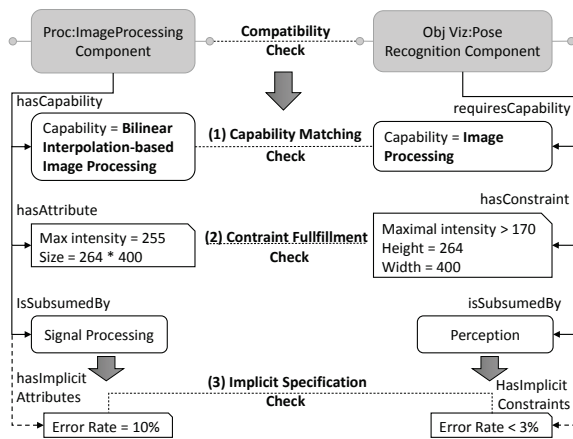 Proc:ImageProcessing
Component
Compatibility
Check
Obj Viz:Pose
Recognition Component
hasCapability
requiresCapability
Capability = Bilinear
Interpolation-based
Image Processing
(1) Capability Matching
Check
Capability = Image
Processing
hasAttribute
hasConstraint
Max intensity = 255
Size = 264 * 400
(2) Contraint Fullfillment
Check
Maximal intensity > 170
Height = 264
Width = 400
IsSubsumedBy
isSubsumedBy
Signal Processing
Perception
hasImplicit
Attributes
(3) Implicit Specification
Check
HasImplicit
Constraints
Error Rate = 10%
Error Rate < 3%